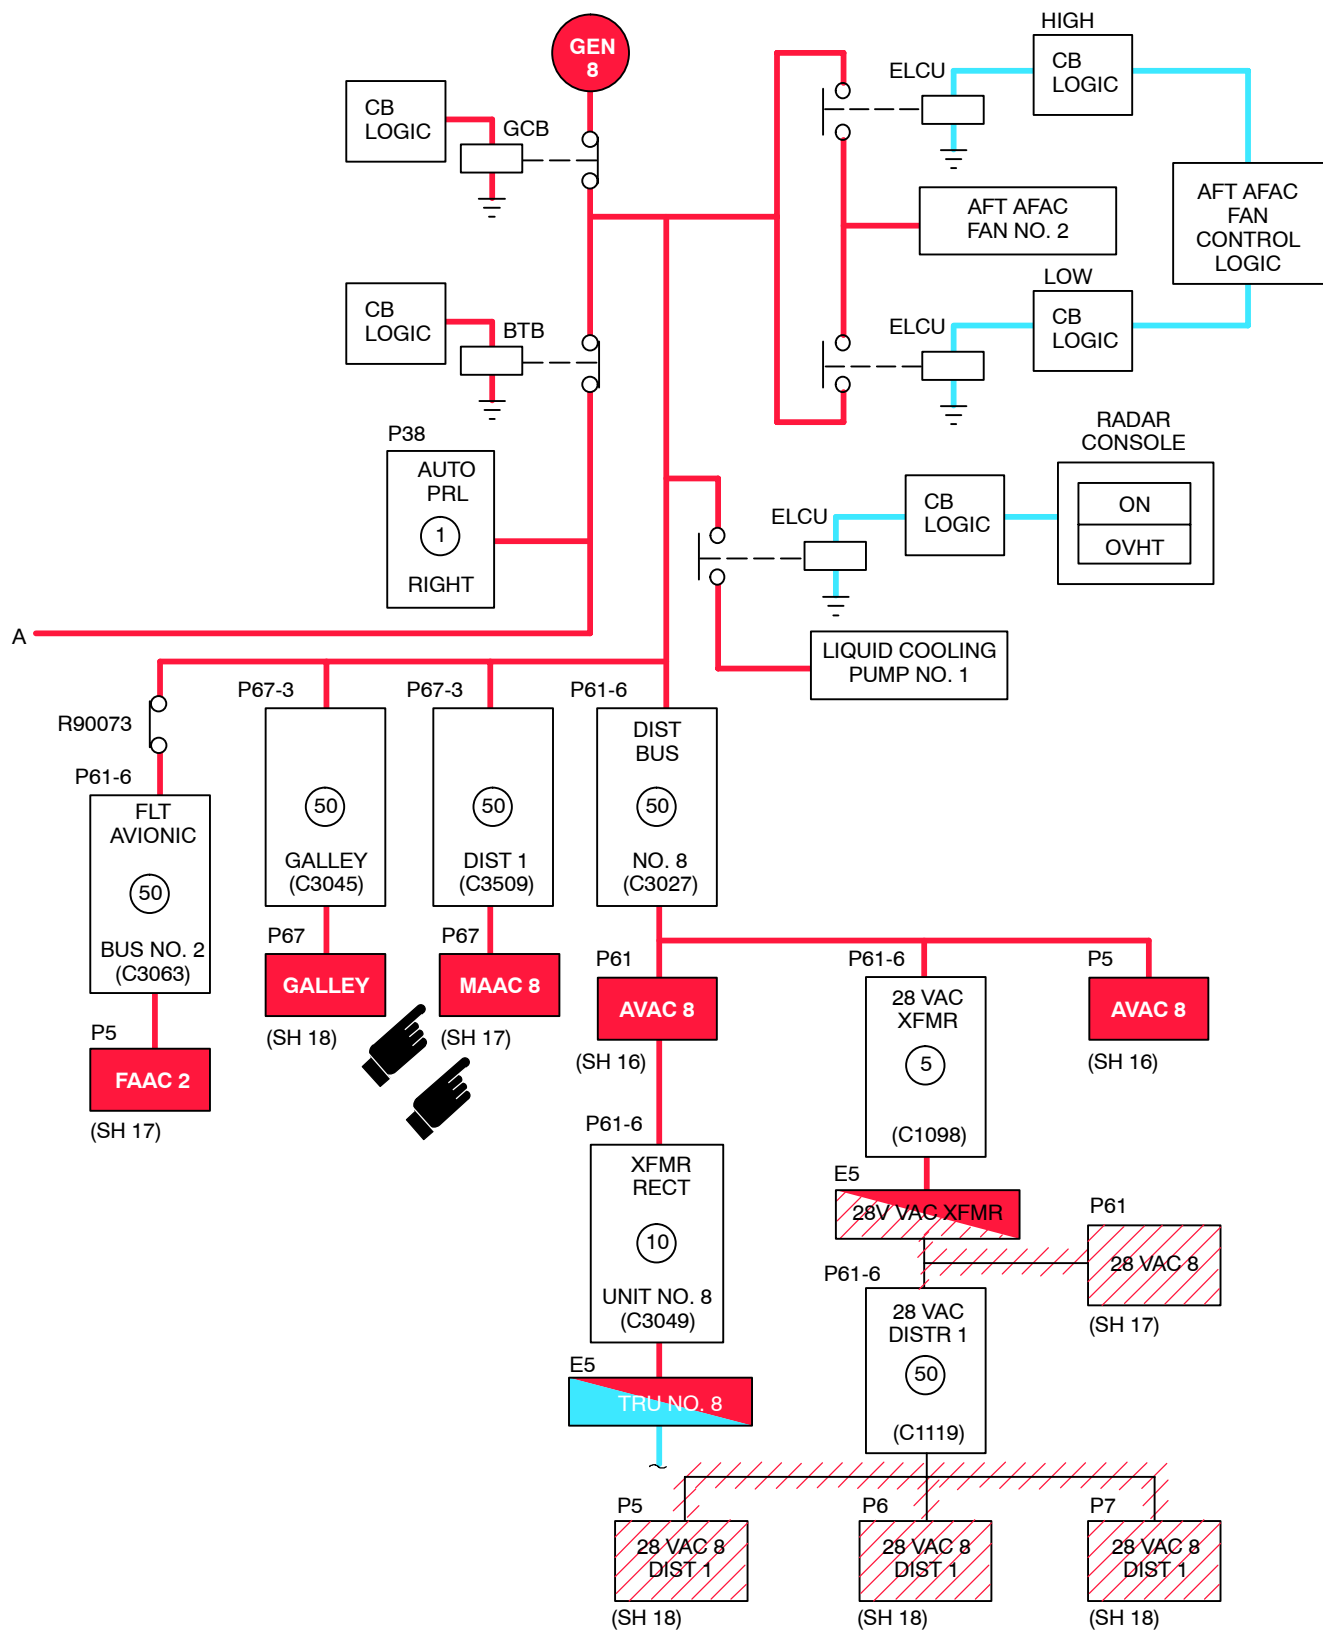 GEN
8
CB
LOGIC
GCB
ELCU
HIGH
CB
LOGIC
AFT AFAC
FAN NO. 2
AFT AFAC
FAN
CONTROL
LOGIC
CB
LOGIC
BTB
ELCU
LOW
CB
LOGIC
P38
AUTO
PRL
1
RIGHT
RADAR
CONSOLE
ON
OVHT
ELCU
CB
LOGIC
A
LIQUID COOLING
PUMP NO. 1
R90073
P61-6
FLT
AVIONIC
50
BUS NO. 2
(C3063)
P5
FAAC 2
(SH 17)
P67-3
50
GALLEY
(C3045)
P67
GALLEY
(SH 18)
P67-3
50
DIST 1
(C3509)
P67
MAAC 8
(SH 17)
P61-6
DIST
BUS
50
NO. 8
(C3027)
P61
AVAC 8
(SH 16)
P61-6
28 VAC
XFMR
5
(C1098)
P5
AVAC 8
(SH 16)
P61-6
XFMR
RECT
10
UNIT NO. 8
(C3049)
E5
TRU NO. 8
E5
28V VAC XFMR
P61
28 VAC 8
(SH 17)
P61-6
28 VAC
DISTR 1
50
(C1119)
P5
28 VAC 8
DIST 1
(SH 18)
P6
28 VAC 8
DIST 1
(SH 18)
P7
28 VAC 8
DIST 1
(SH 18)